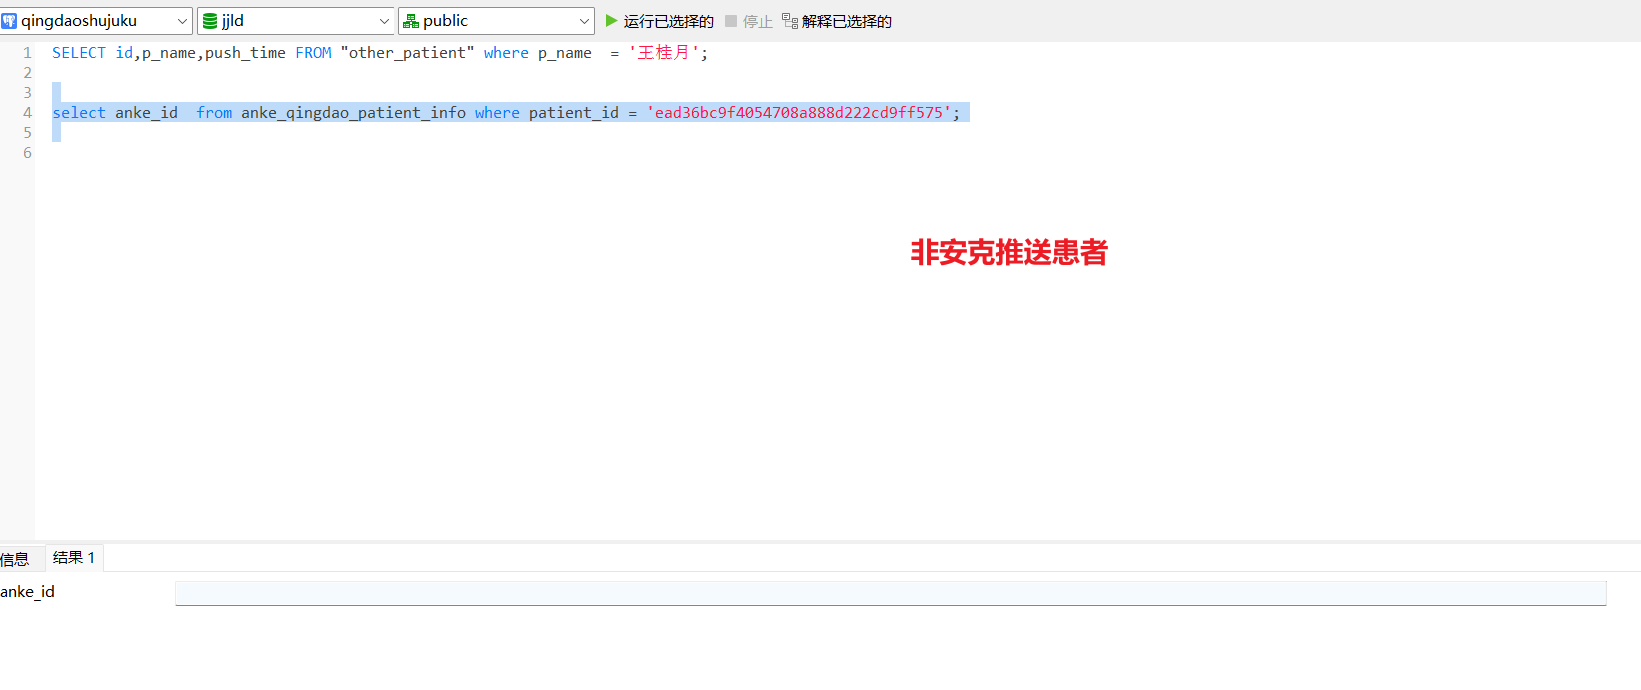 qingdaoshujuku jjld public 运行已选择的 停止 解释已选择的
1 SELECT id,p_name,push_time FROM "other_patient" where p_name  = '王桂月';
2
3
4 select anke_id  from anke_qingdao_patient_info where patient_id = 'ead36bc9f4054708a888d222cd9ff575';
5
6
非安克推送患者
信息 结果 1
anke_id